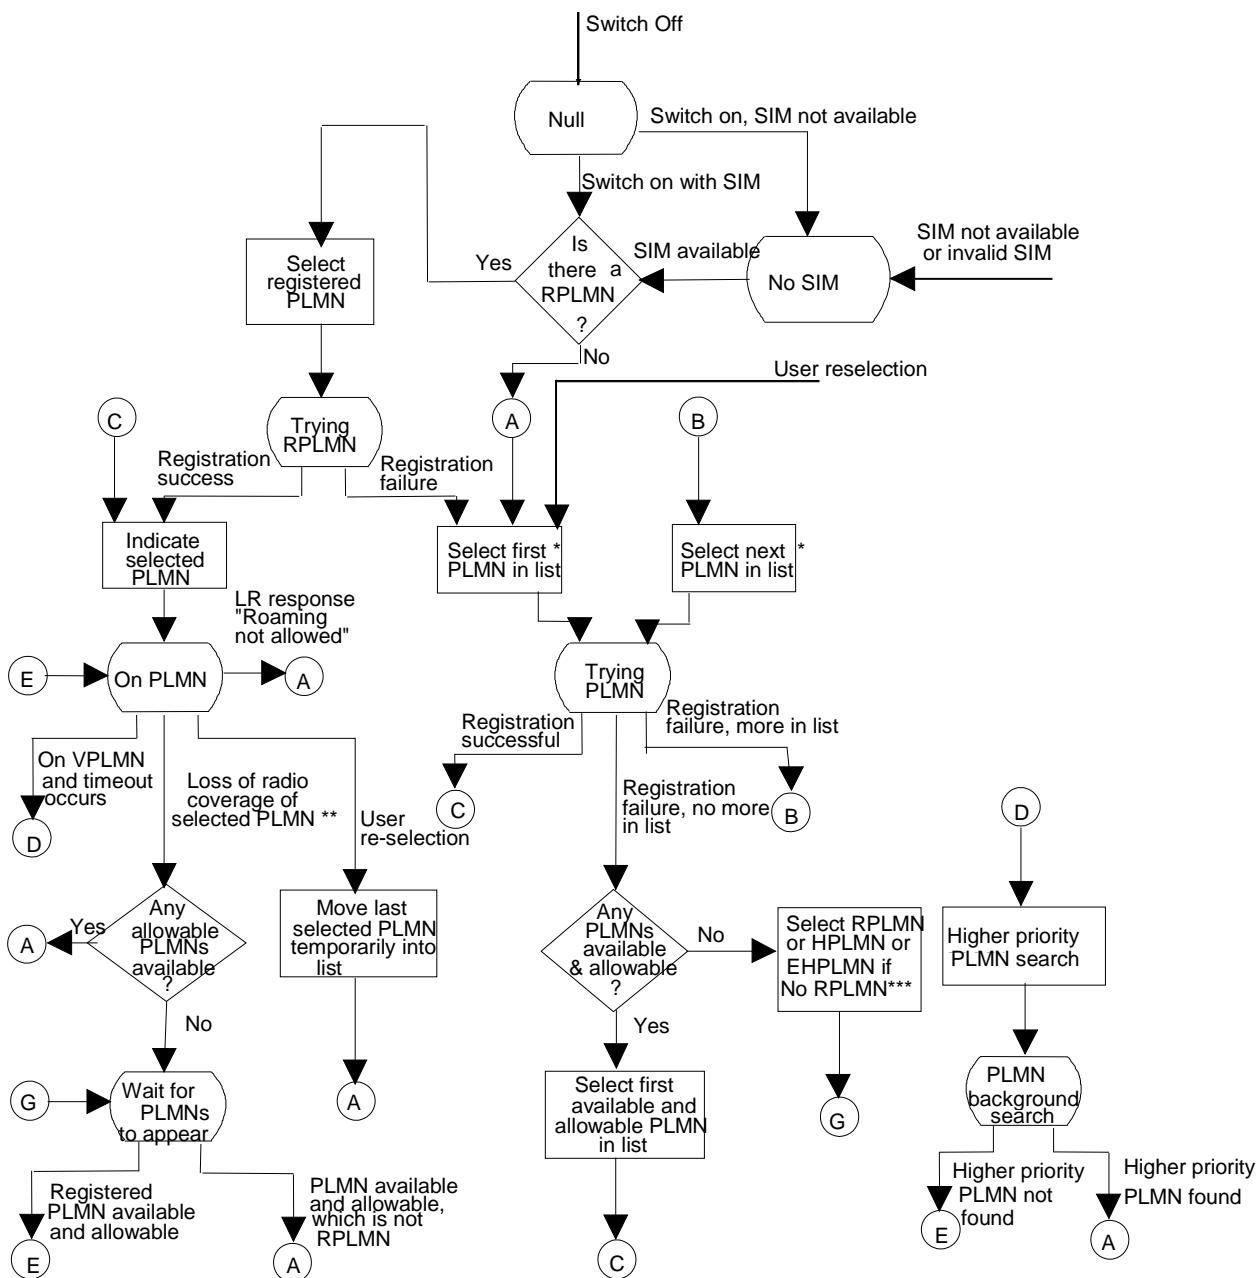 Switch Off
Null
Switch on, SIM not available
Switch on with SIM
Is
there a
RPLMN
?
SIM available
Yes
No SIM
SIM not available
or invalid SIM
Select
registered
PLMN
No
User reselection
C
Trying
RPLMN
A
B
Registration
success
Registration
failure
Indicate
selected
PLMN
Select first *
PLMN in list
Select next *
PLMN in list
LR response
"Roaming
not allowed"
E
On PLMN
A
Trying
PLMN
Registration
successful
Registration
failure, more in list
On VPLMN
and timeout
occurs
Loss of radio
coverage of
selected PLMN **
User
re-selection
Registration
failure, no more
in list
D
C
B
D
A
Yes
Any
allowable
PLMNs
available
?
Move last
selected PLMN
temporarily into
list
Any
PLMNs
available
& allowable
?
No
Select RPLMN
or HPLMN or
EHPLMN if
No RPLMN***
Higher priority
PLMN search
No
Yes
G
Wait for
PLMNs
to appear
A
Select first
available and
allowable PLMN
in list
G
PLMN
background
search
Registered
PLMN available
and allowable
PLMN available
and allowable,
which is not
RPLMN
Higher priority
PLMN not
found
Higher priority
PLMN found
E
A
C
E
A